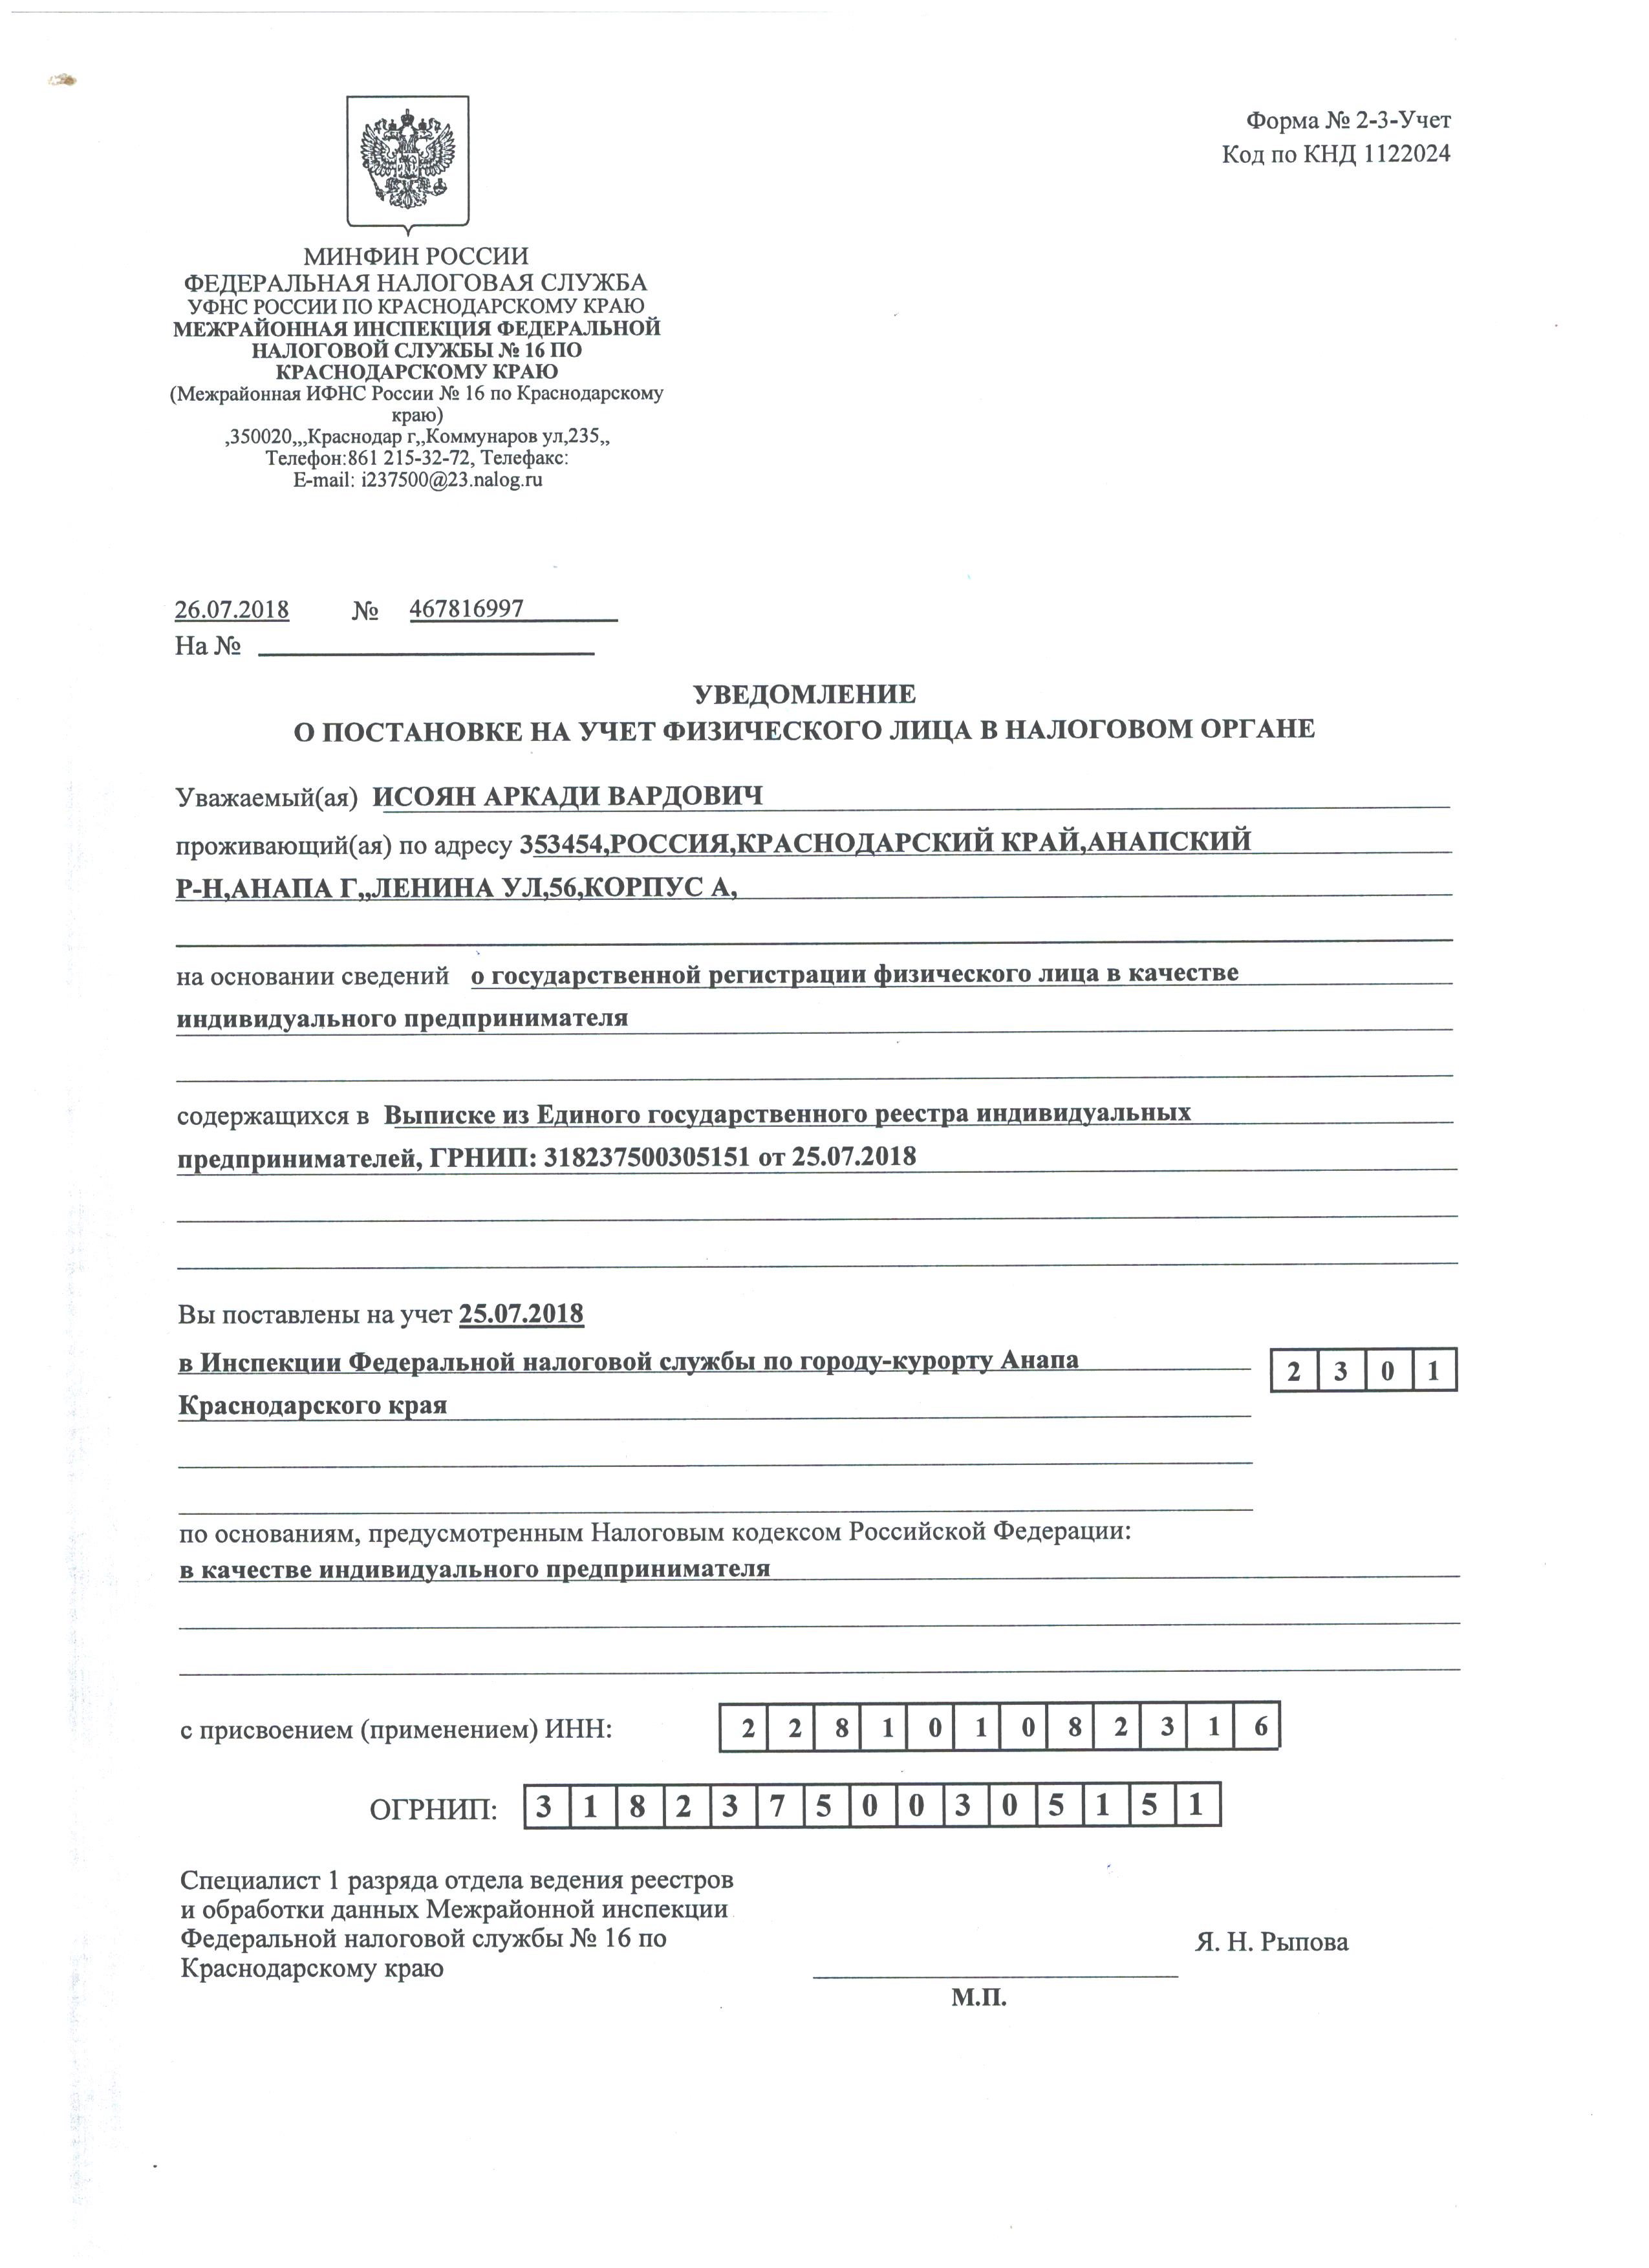 Форма № 2-3-Учет
Код по КНД 1122024
МИНФИН РОССИИ
ФЕДЕРАЛЬНАЯ НАЛОГОВАЯ СЛУЖБА
УФНС РОССИИ ПО КРАСНОДАРСКОМУ КРАЮ
МЕЖРАЙОННАЯ ИНСПЕКЦИЯ ФЕДЕРАЛЬНОЙ
НАЛОГОВОЙ СЛУЖБЫ № 16 ПО
КРАСНОДАРСКОМУ КРАЮ
(Межрайонная ИФНС России № 16 по Краснодарскому
краю)
,350020,,,Краснодар г,,Коммунаров ул,235,,
Телефон:861 215-32-72, Телефакс:
E-mail: i237500@23.nalog.ru
26.07.2018 № 467816997
На №
УВЕДОМЛЕНИЕ
О ПОСТАНОВКЕ НА УЧЕТ ФИЗИЧЕСКОГО ЛИЦА В НАЛОГОВОМ ОРГАНЕ
Уважаемый(ая) ИСОЯН АРКАДИ ВАРДОВИЧ
проживающий(ая) по адресу 353454,РОССИЯ,КРАСНОДАРСКИЙ КРАЙ,АНАПСКИЙ
Р-Н,АНАПА Г,,ЛЕНИНА УЛ,56,КОРПУС А,
на основании сведений о государственной регистрации физического лица в качестве
индивидуального предпринимателя
содержащихся в Выписке из Единого государственного реестра индивидуальных
предпринимателей, ГРНИП: 318237500305151 от 25.07.2018
Вы поставлены на учет 25.07.2018
в Инспекции Федеральной налоговой службы по городу-курорту Анапа 2 3 0 1
Краснодарского края
по основаниям, предусмотренным Налоговым кодексом Российской Федерации:
в качестве индивидуального предпринимателя
с присвоением (применением) ИНН: 2 2 8 1 0 1 0 8 2 3 1 6
ОГРНИП: 3 1 8 2 3 7 5 0 0 3 0 5 1 5 1
Специалист 1 разряда отдела ведения реестров
и обработки данных Межрайонной инспекции
Федеральной налоговой службы № 16 по
Краснодарскому краю
Я. Н. Рыпова
М.П.